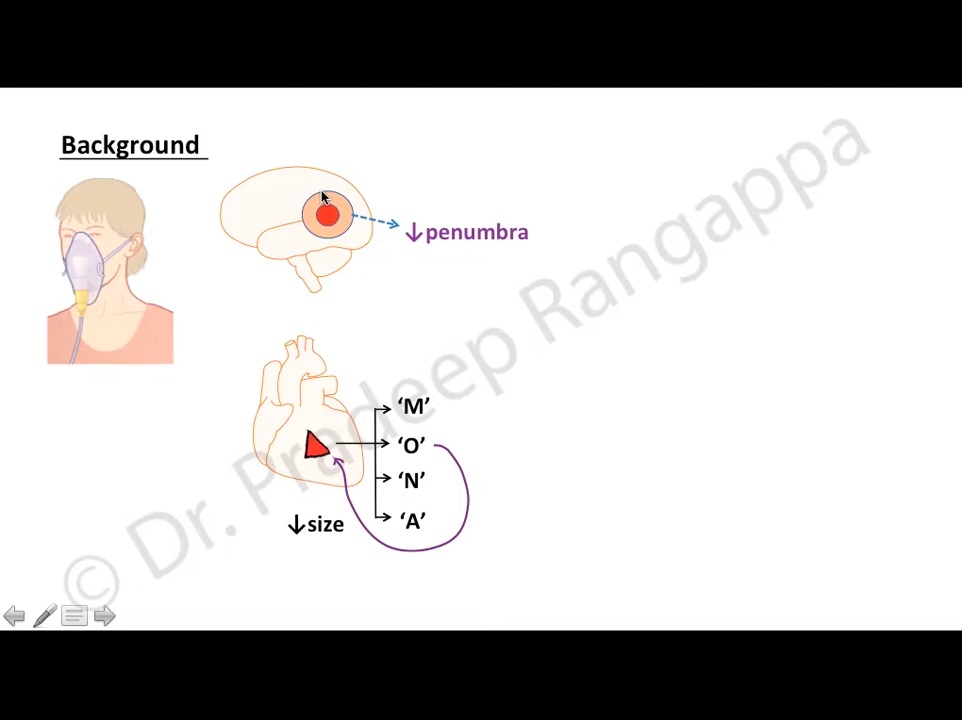 Background
↓penumbra
‘M’
‘O’
‘N’
‘A’
↓size
© Dr. Pradeep Rangappa